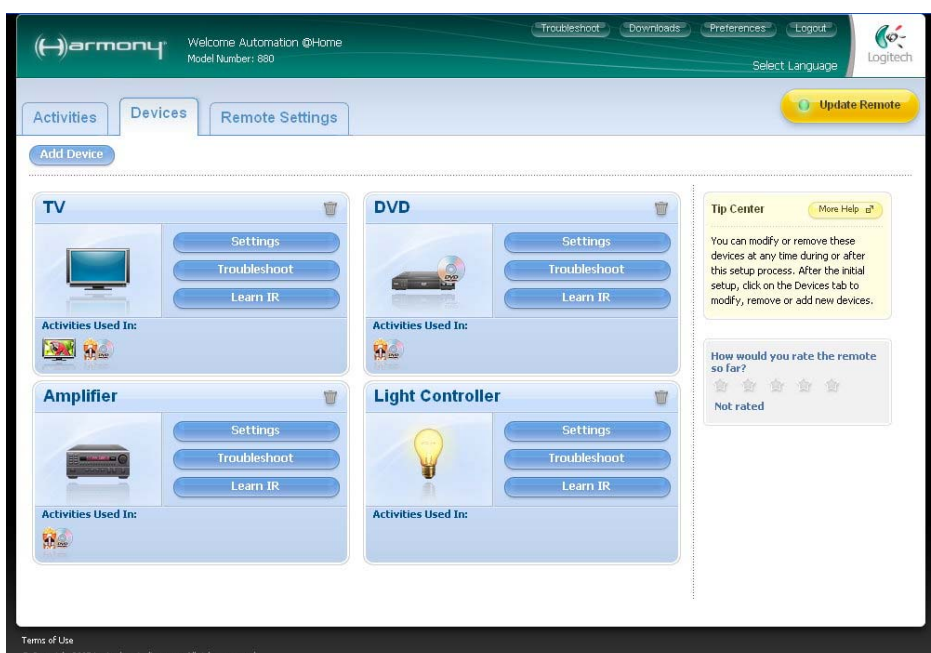 Harmony
Welcome Automation @Home
Model Number: 880
Troubleshoot
Downloads
Preferences
Logout
Select Language
Logitech
Activities
Devices
Remote Settings
Update Remote
Add Device
TV
Settings
Troubleshoot
Learn IR
Activities Used In:
DVD
Settings
Troubleshoot
Learn IR
Activities Used In:
Amplifier
Settings
Troubleshoot
Learn IR
Activities Used In:
Light Controller
Settings
Troubleshoot
Learn IR
Activities Used In:
Tip Center
More Help
You can modify or remove these
devices at any time during or after
this setup process. After the initial
setup, click on the Devices tab to
modify, remove or add new devices.
How would you rate the remote
so far?
Not rated
Terms of Use